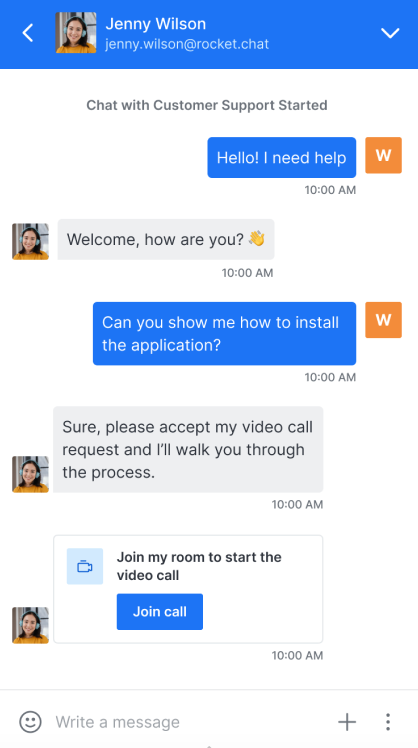 Jenny Wilson
jenny.wilson@rocket.chat
Chat with Customer Support Started
Hello! I need help
W
10:00 AM
Welcome, how are you? 👋
10:00 AM
Can you show me how to install
the application?
W
10:00 AM
Sure, please accept my video call
request and I’ll walk you through
the process.
10:00 AM
Join my room to start the
video call
Join call
10:00 AM
Write a message